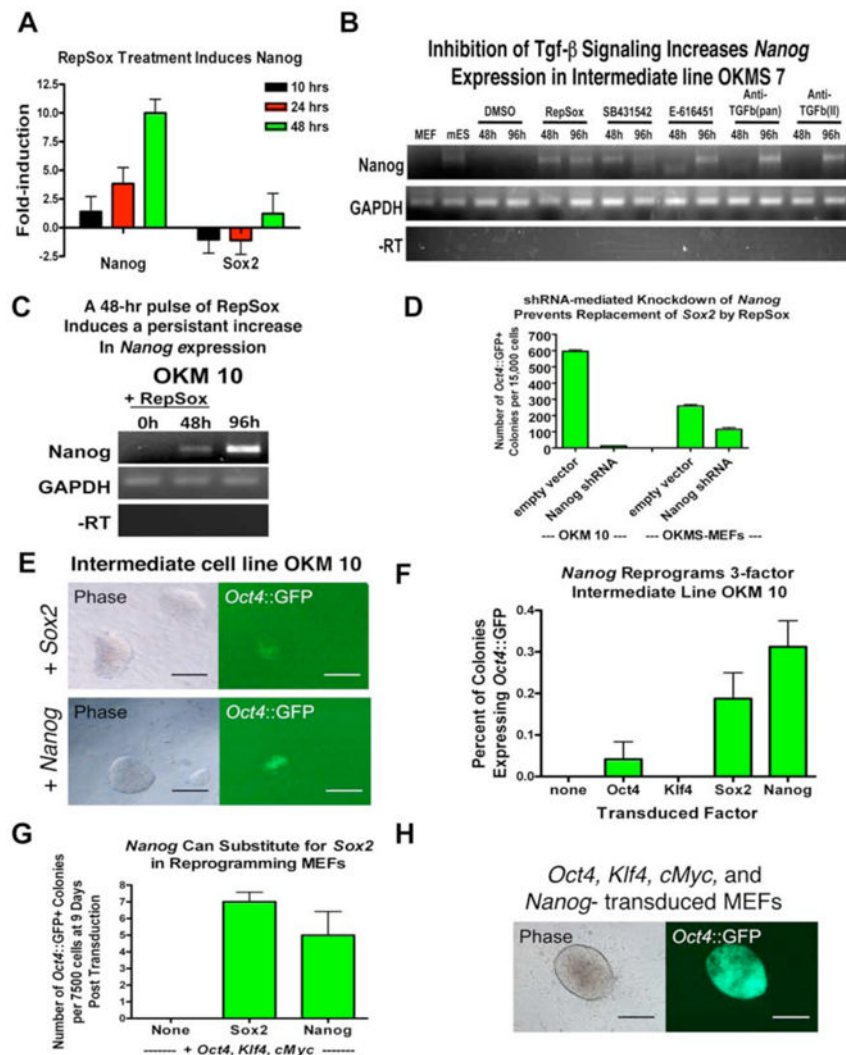 A
RepSox Treatment Induces Nanog
Fold-induction
12.5
10.0
7.5
5.0
2.5
0.0
-2.5
10 hrs
24 hrs
48 hrs
Nanog
Sox2
B
Inhibition of Tgf-β Signaling Increases Nanog
Expression in Intermediate line OKMS 7
DMSO RepSox SB431542 E-616451 Anti-TGFb(pan) Anti-TGFb(II)
MEF mES 48h 96h 48h 96h 48h 96h 48h 96h 48h 96h 48h 96h
Nanog
GAPDH
-RT
C
A 48-hr pulse of RepSox
Induces a persistant increase
In Nanog expression
OKM 10
+ RepSox
0h 48h 96h
Nanog
GAPDH
-RT
D
shRNA-mediated Knockdown of Nanog
Prevents Replacement of Sox2 by RepSox
Number of Oct4::GFP+
Colonies per 15,000 cells
600
500
400
300
200
100
0
empty vector
Nanog shRNA
empty vector
Nanog shRNA
--- OKM 10 ---
--- OKMS-MEFs ---
E
Intermediate cell line OKM 10
+ Sox2
Phase
Oct4::GFP
+ Nanog
Phase
Oct4::GFP
F
Nanog Reprograms 3-factor
Intermediate Line OKM 10
Percent of Colonies
Expressing Oct4::GFP
0.4
0.3
0.2
0.1
0.0
none Oct4 Klf4 Sox2 Nanog
Transduced Factor
G
Nanog Can Substitute for Sox2
in Reprogramming MEFs
Number of Oct4::GFP+ Colonies
per 7500 cells at 9 Days
Post Transduction
8
7
6
5
4
3
2
1
0
None Sox2 Nanog
------- + Oct4, Klf4, cMyc -------
H
Oct4, Klf4, cMyc, and
Nanog- transduced MEFs
Phase
Oct4::GFP